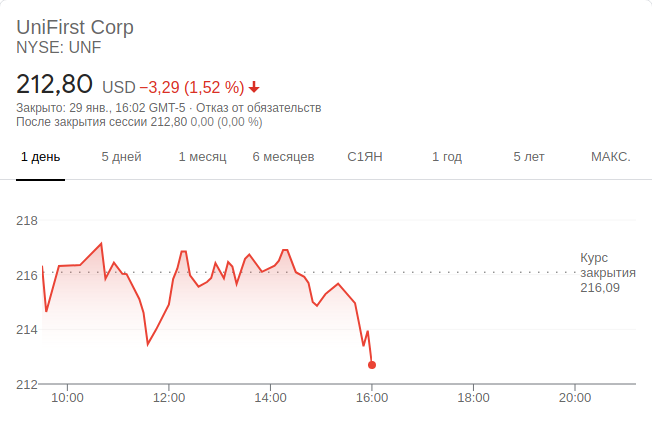 UniFirst Corp
NYSE: UNF
212,80 USD −3,29 (1,52 %)
Закрыто: 29 янв., 16:02 GMT-5 · Отказ от обязательств
После закрытия сессии 212,80 0,00 (0,00 %)
1 день 5 дней 1 месяц 6 месяцев С1ЯН 1 год 5 лет МАКС.
218
216
214
212
Курс
закрытия
216,09
10:00 12:00 14:00 16:00 18:00 20:00